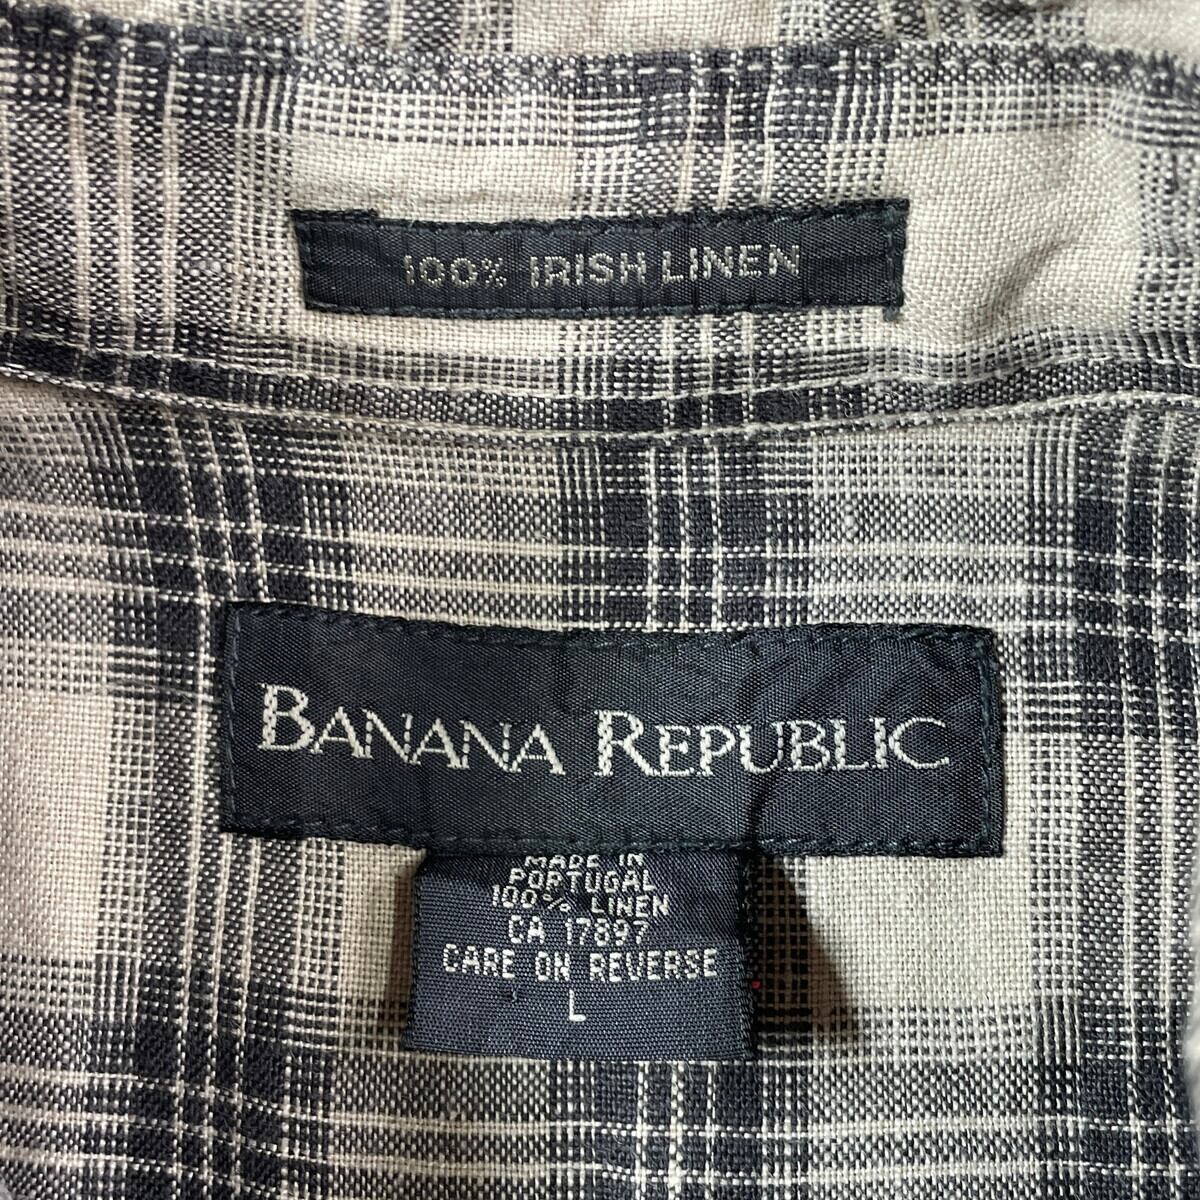 100% IRISH LINEN
BANANA REPUBLIC
MADE IN
PORTUGAL
100% LINEN
CA 17897
CARE ON REVERSE
L